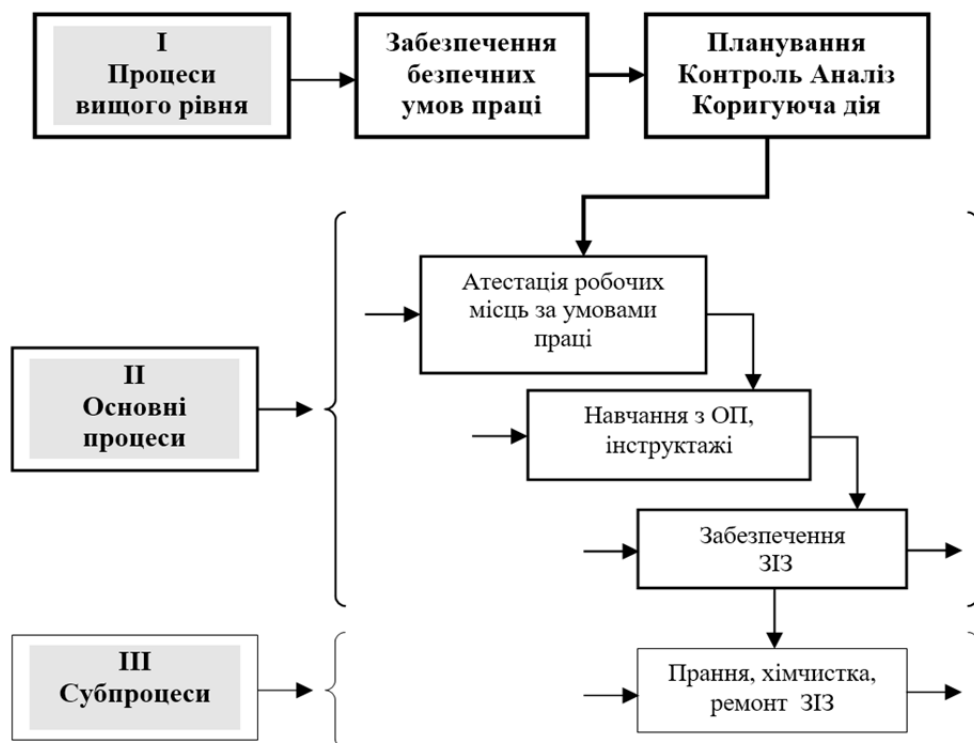 I
Процеси
вищого рівня
Забезпечення
безпечних
умов праці
Планування
Контроль Аналіз
Коригуюча дія
Атестація робочих
місць за умовами
праці
II
Основні
процеси
Навчання з ОП,
інструктажі
Забезпечення
ЗІЗ
III
Субпроцеси
Прання, хімчистка,
ремонт ЗІЗ